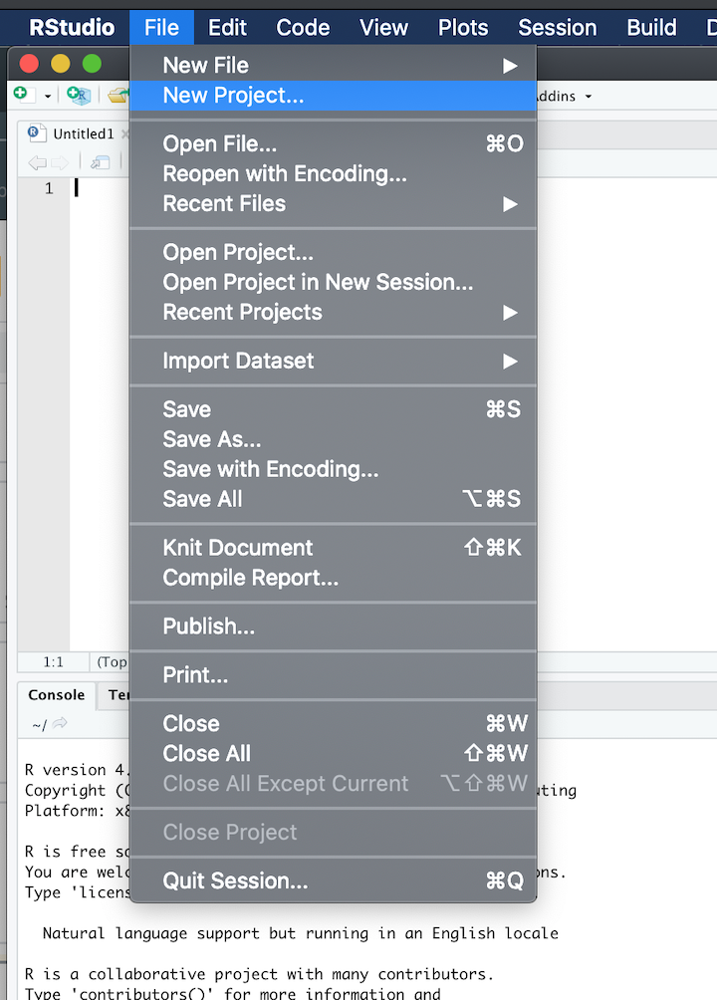 RStudio File Edit Code View Plots Session Build D
New File
New Project...
Addins
Untitled1
Open File... ⌘O
1
Reopen with Encoding...
Recent Files
Open Project...
Open Project in New Session...
Recent Projects
Import Dataset
Save ⌘S
Save As...
Save with Encoding...
Save All ⌥⌘S
Knit Document ⇧⌘K
Compile Report...
Publish...
1:1 (Top
Print...
Console Ter
Close ⌘W
~/
Close All ⇧⌘W
R version 4.
Close All Except Current ⌥⇧⌘W
Copyright (C uting
Platform: x8
Close Project
R is free so
You are welc ons.
Quit Session... ⌘Q
Type 'licens
Natural language support but running in an English locale
R is a collaborative project with many contributors.
Type 'contributors()' for more information and